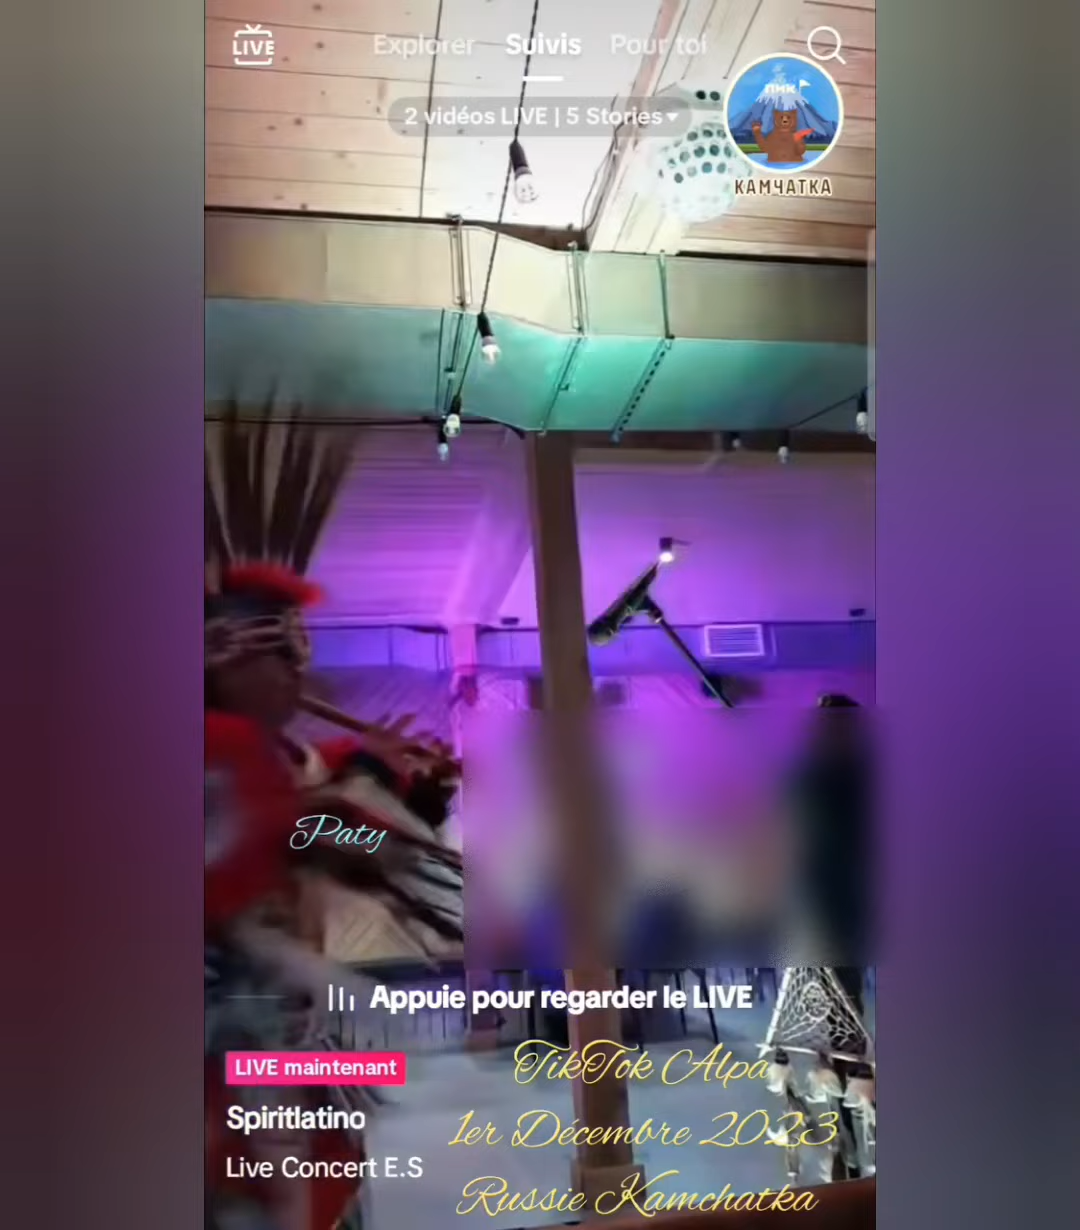 LIVE
Explorer Suivis Pour toi
2 vidéos LIVE | 5 Stories
ПИК
КАМЧАТКА
Paty
Appuie pour regarder le LIVE
LIVE maintenant
Spiritlatino
Live Concert E.S
TikTok Alpa
1er Décembre 2023
Russie Kamchatka